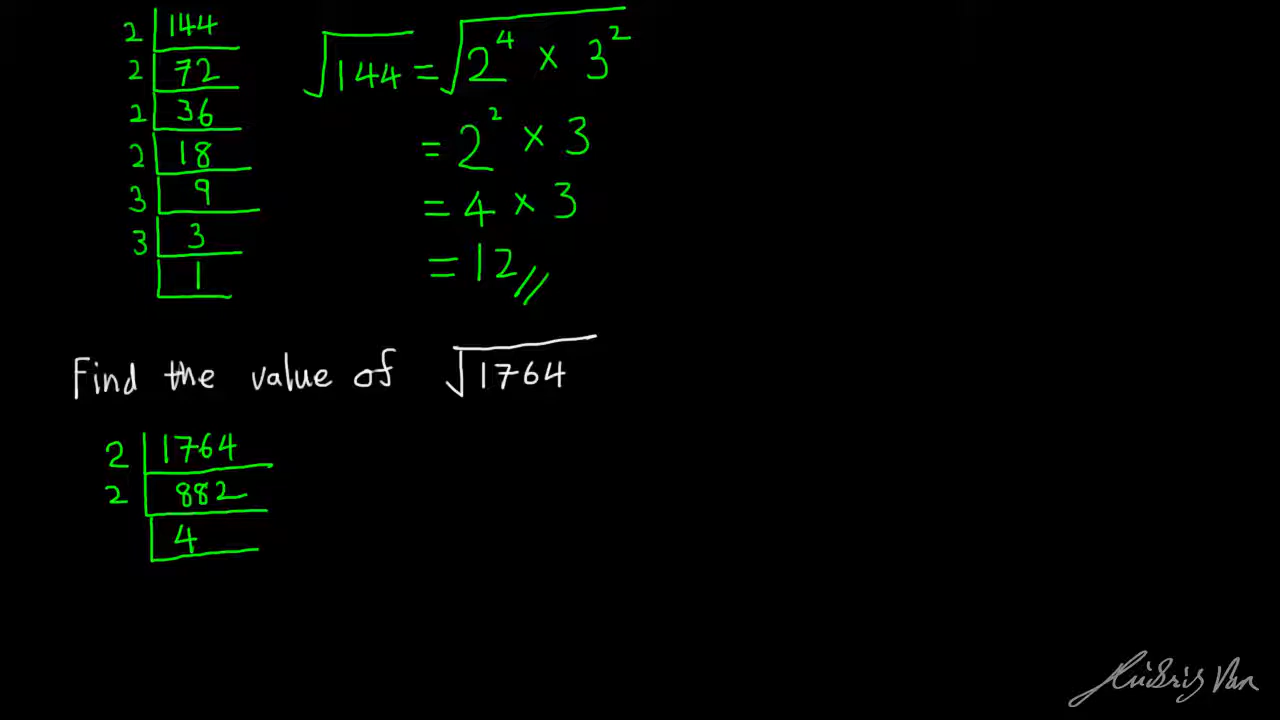 2 | 144
2 | 72
2 | 36
2 | 18
3 | 9
3 | 3
1
√144 = √2⁴ × 3²
= 2² × 3
= 4 × 3
= 12 //
Find the value of √1764
2 | 1764
2 | 882
4